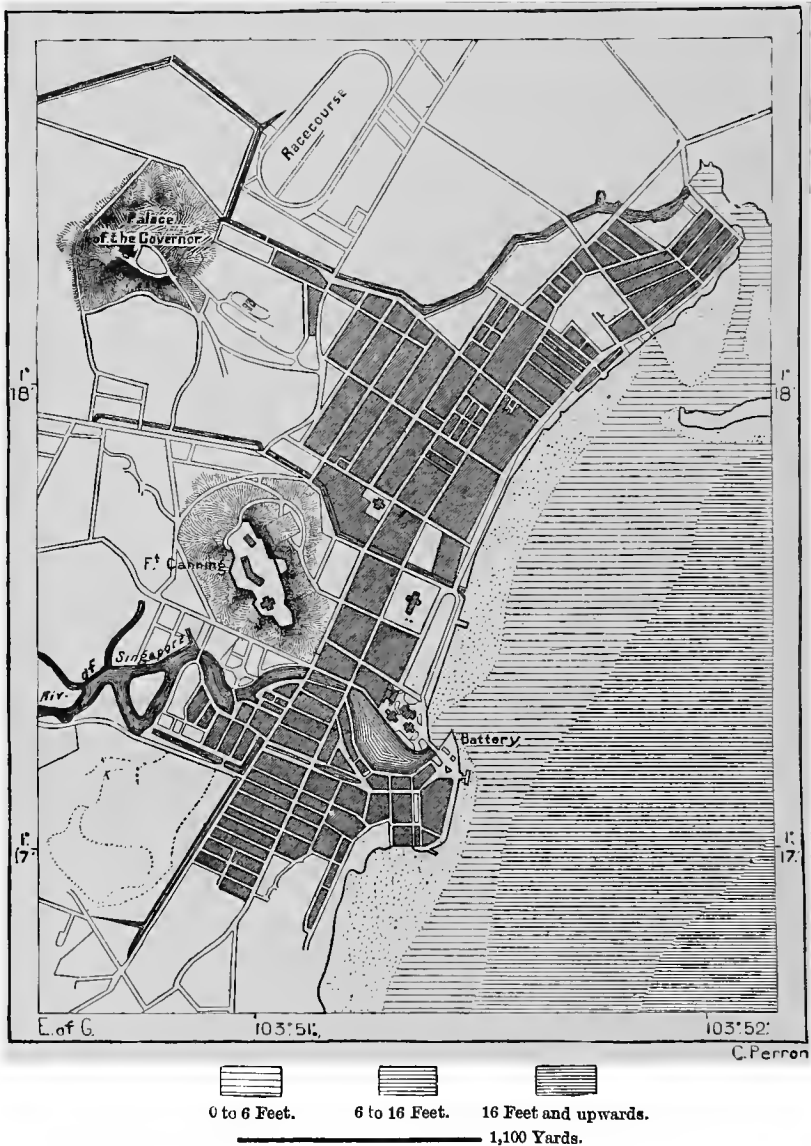 Racecourse
Palace
of the Governor
1°
18'
1°
18'
Ft. Canning
Riv. of Singapore
Battery
1°
17'
1°
17'
E. of G.
103°51'
103°52'
C. Perron
0 to 6 Feet.
6 to 16 Feet.
16 Feet and upwards.
1,100 Yards.